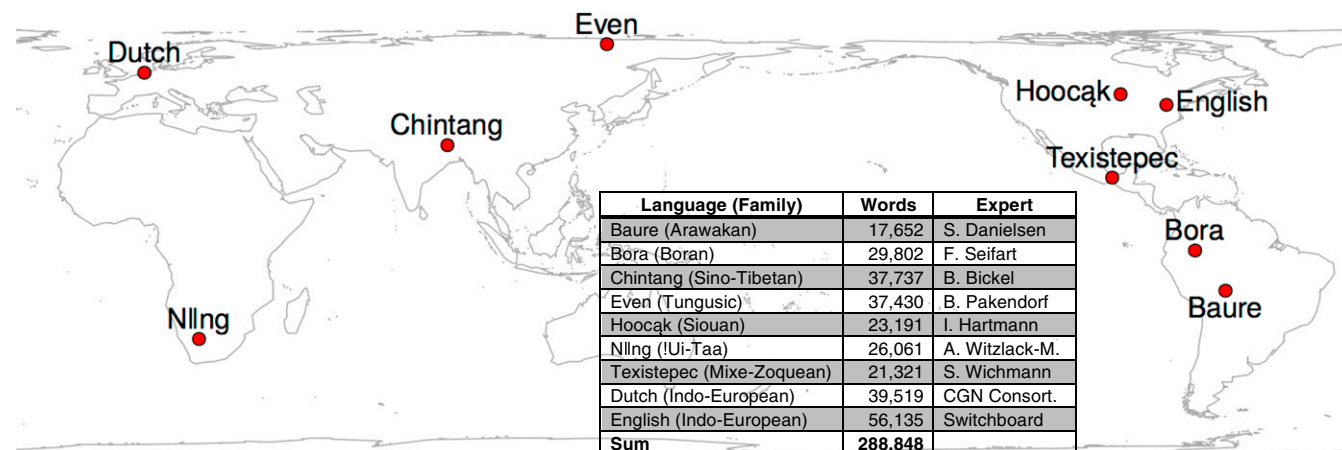 Even
Dutch
Hoocąk
English
Chintang
Texistepec
Bora
Baure
Nllng
Language (Family) Words Expert
Baure (Arawakan) 17,652 S. Danielsen
Bora (Boran) 29,802 F. Seifart
Chintang (Sino-Tibetan) 37,737 B. Bickel
Even (Tungusic) 37,430 B. Pakendorf
Hoocąk (Siouan) 23,191 I. Hartmann
Nllng (!Ui-Taa) 26,061 A. Witzlack-M.
Texistepec (Mixe-Zoquean) 21,321 S. Wichmann
Dutch (Indo-European) 39,519 CGN Consort.
English (Indo-European) 56,135 Switchboard
Sum 288,848